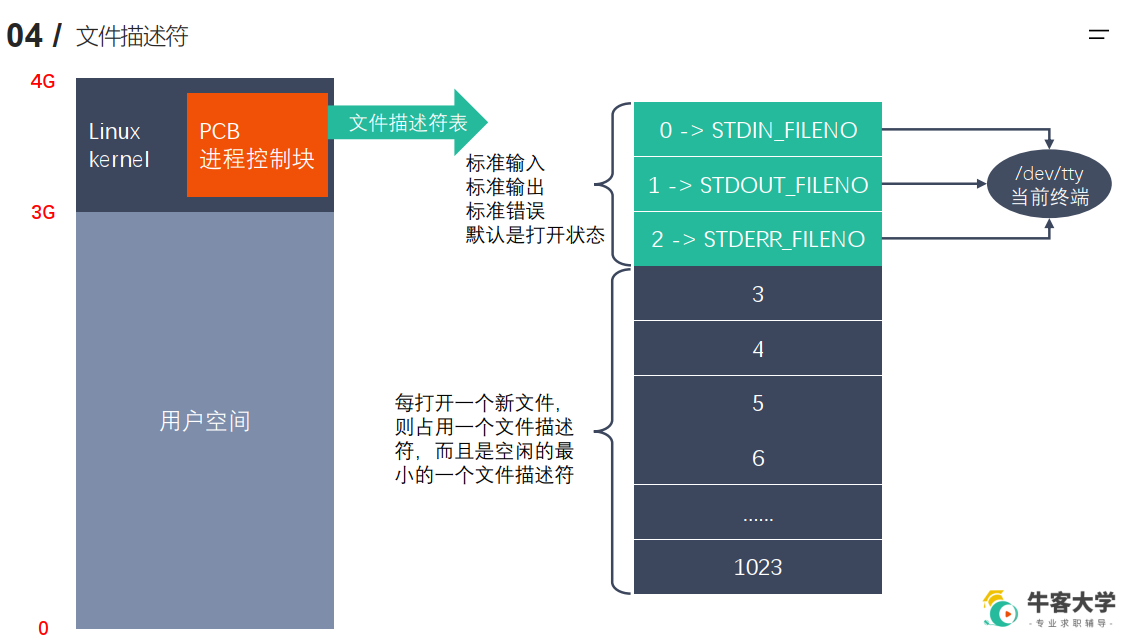 04 / 文件描述符
4G
Linux
kernel
PCB
进程控制块
文件描述符表
3G
用户空间
0
标准输入
标准输出
标准错误
默认是打开状态
0 -> STDIN_FILENO
1 -> STDOUT_FILENO
2 -> STDERR_FILENO
/dev/tty
当前终端
每打开一个新文件，
则占用一个文件描述
符，而且是空闲的最
小的一个文件描述符
3
4
5
6
......
1023
牛客大学
·专业求职辅导·